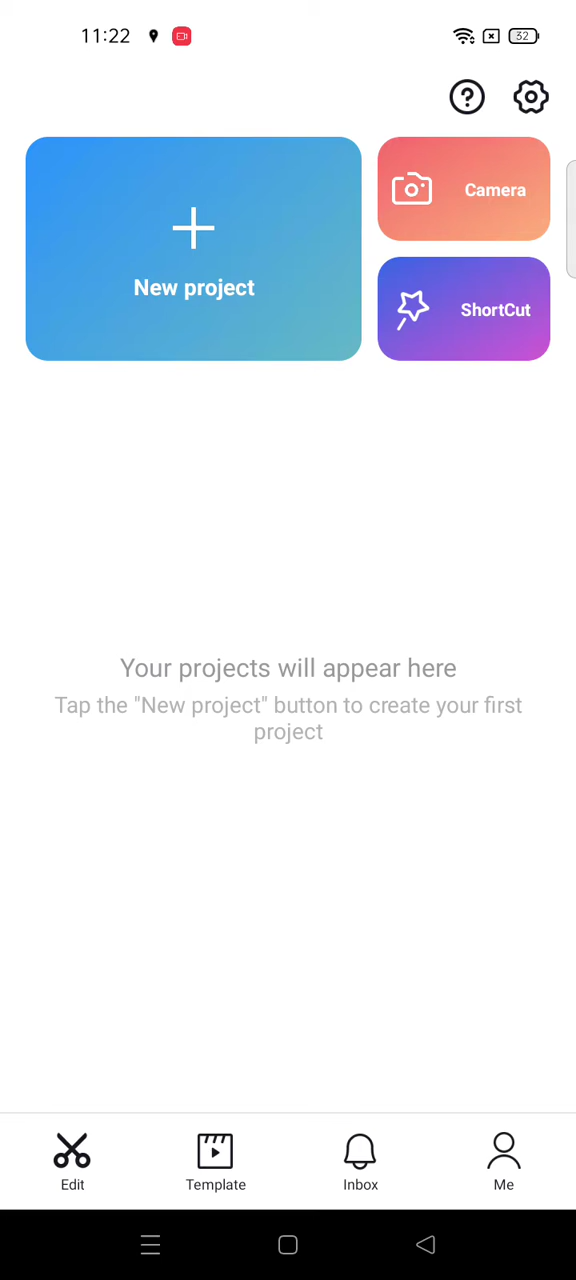 11:22
32
New project
Camera
ShortCut
Your projects will appear here
Tap the "New project" button to create your first
project
Edit
Template
Inbox
Me